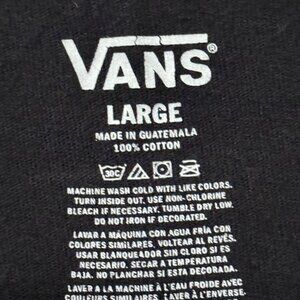 VANS®
LARGE
MADE IN GUATEMALA
100% COTTON
30C
MACHINE WASH COLD WITH LIKE COLORS.
TURN INSIDE OUT. USE NON-CHLORINE
BLEACH IF NECESSARY. TUMBLE DRY LOW.
DO NOT IRON IF DECORATED.
LAVAR A MÁQUINA CON AGUA FRÍA CON
COLORES SIMILARES. VOLTEAR AL REVÉS.
USAR BLANQUEADOR SIN CLORO SI ES
NECESARIO. SECAR A TEMPERATURA
BAJA. NO PLANCHAR SI ESTA DECORADO.
LAVER A LA MACHINE À L'EAU FROIDE AVEC
COULEURS SIMILAIRES. LAVER À L'ENVERSE.